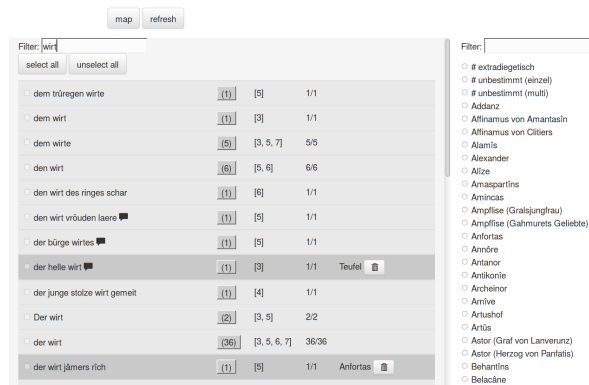 map refresh
Filter: wirt
select all unselect all
dem trûregen wirte (1) [5] 1/1
dem wirt (1) [3] 1/1
dem wirte (5) [3, 5, 7] 5/5
den wirt (6) [5, 6] 6/6
den wirt des ringes schar (1) [6] 1/1
den wirt vröuden laere (1) [5] 1/1
der bürge wirtes (1) [5] 1/1
der helle wirt (1) [3] 1/1 Teufel
der junge stolze wirt gemeit (1) [4] 1/1
Der wirt (2) [3, 5] 2/2
der wirt (36) [3, 5, 6, 7] 36/36
der wirt jâmers rîch (1) [5] 1/1 Anfortas
Filter:
# extradiegetisch
# unbestimmt (einzel)
# unbestimmt (multi)
Addanz
Affinamus von Amantasîn
Affinamus von Clitiers
Alamîs
Alexander
Alîze
Amaspartîns
Amincas
Ampflise (Gralsjungfrau)
Ampflîse (Gahmurets Geliebte)
Anfortas
Annôre
Antanor
Antikonîe
Archeinor
Arnîve
Artushof
Artûs
Astor (Graf von Lanverunz)
Astor (Herzog von Panfatis)
Behantîns
Belacâne